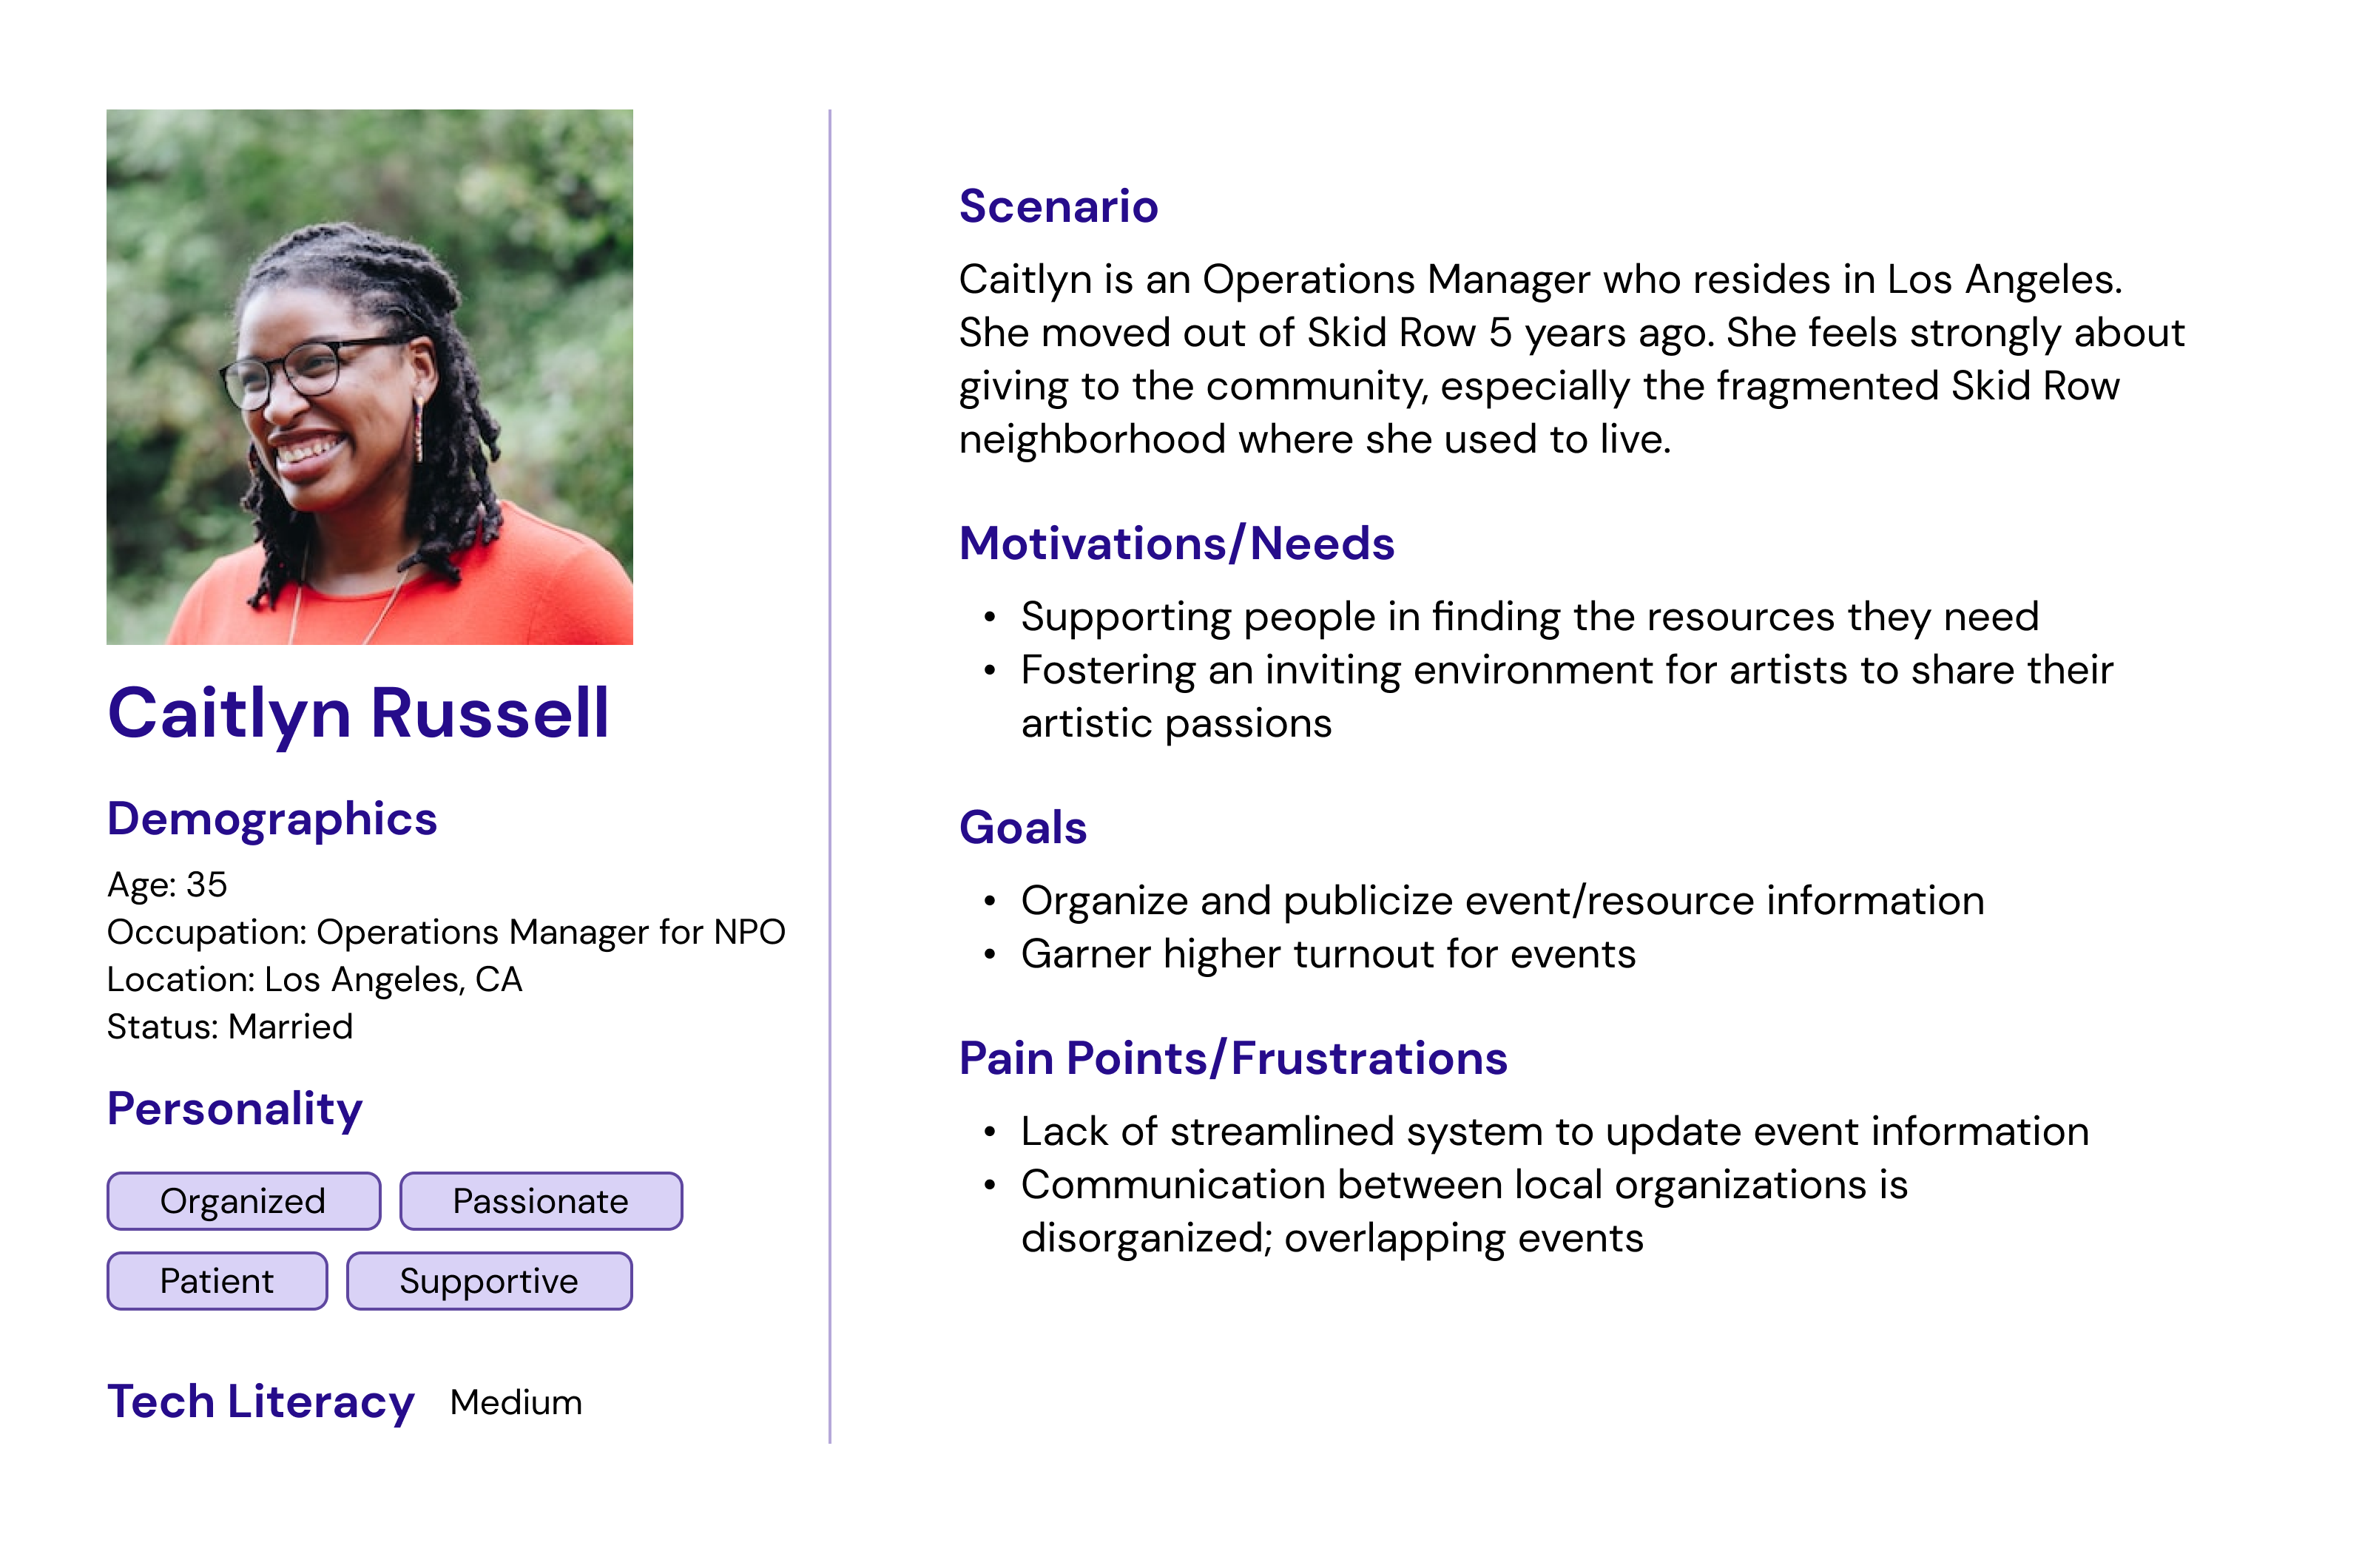 Caitlyn Russell
Demographics
Age: 35
Occupation: Operations Manager for NPO
Location: Los Angeles, CA
Status: Married
Personality
Organized
Passionate
Patient
Supportive
Tech Literacy Medium
Scenario
Caitlyn is an Operations Manager who resides in Los Angeles.
She moved out of Skid Row 5 years ago. She feels strongly about
giving to the community, especially the fragmented Skid Row
neighborhood where she used to live.
Motivations/Needs
• Supporting people in finding the resources they need
• Fostering an inviting environment for artists to share their
artistic passions
Goals
• Organize and publicize event/resource information
• Garner higher turnout for events
Pain Points/Frustrations
• Lack of streamlined system to update event information
• Communication between local organizations is
disorganized; overlapping events